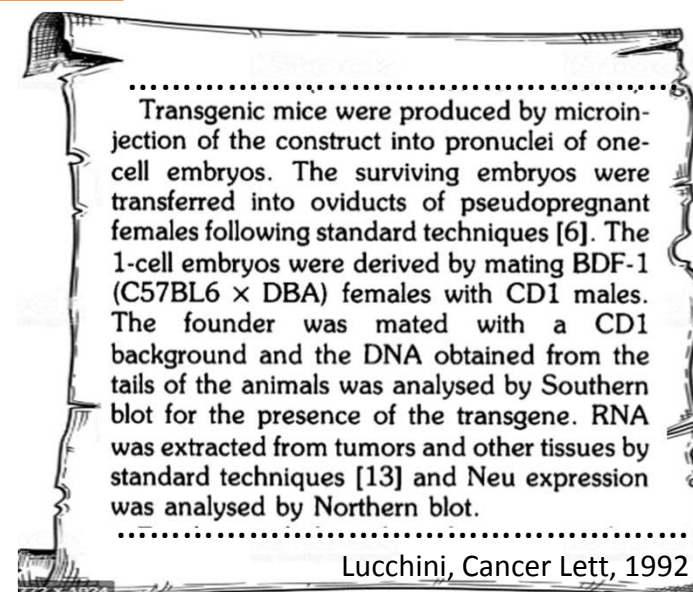 Transgenic mice were produced by microin-
jection of the construct into pronuclei of one-
cell embryos. The surviving embryos were
transferred into oviducts of pseudopregnant
females following standard techniques [6]. The
1-cell embryos were derived by mating BDF-1
(C57BL6 × DBA) females with CD1 males.
The founder was mated with a CD1
background and the DNA obtained from the
tails of the animals was analysed by Southern
blot for the presence of the transgene. RNA
was extracted from tumors and other tissues by
standard techniques [13] and Neu expression
was analysed by Northern blot.
Lucchini, Cancer Lett, 1992